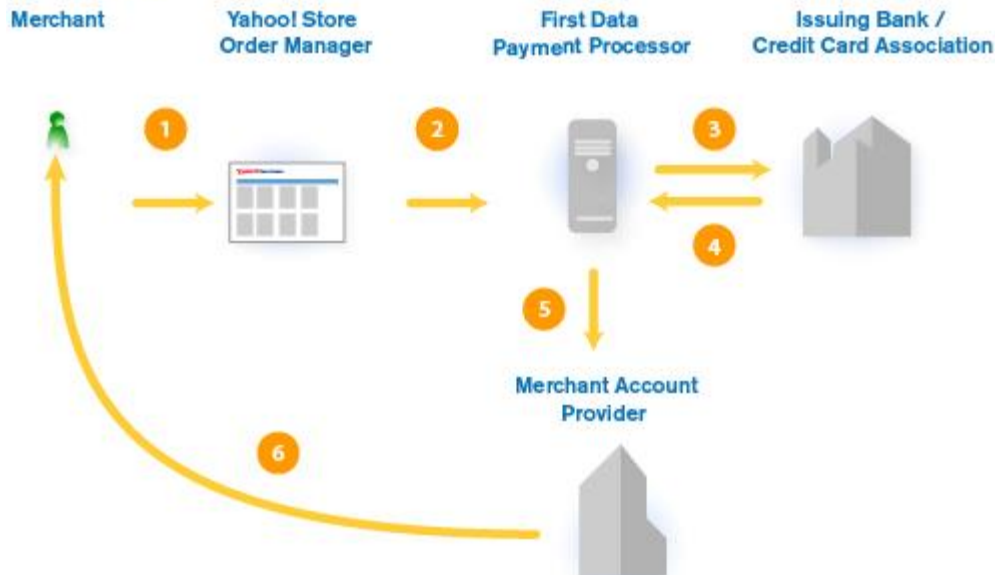 Merchant
Yahoo! Store
Order Manager
First Data
Payment Processor
Issuing Bank /
Credit Card Association
1
2
3
4
5
Merchant Account
Provider
6